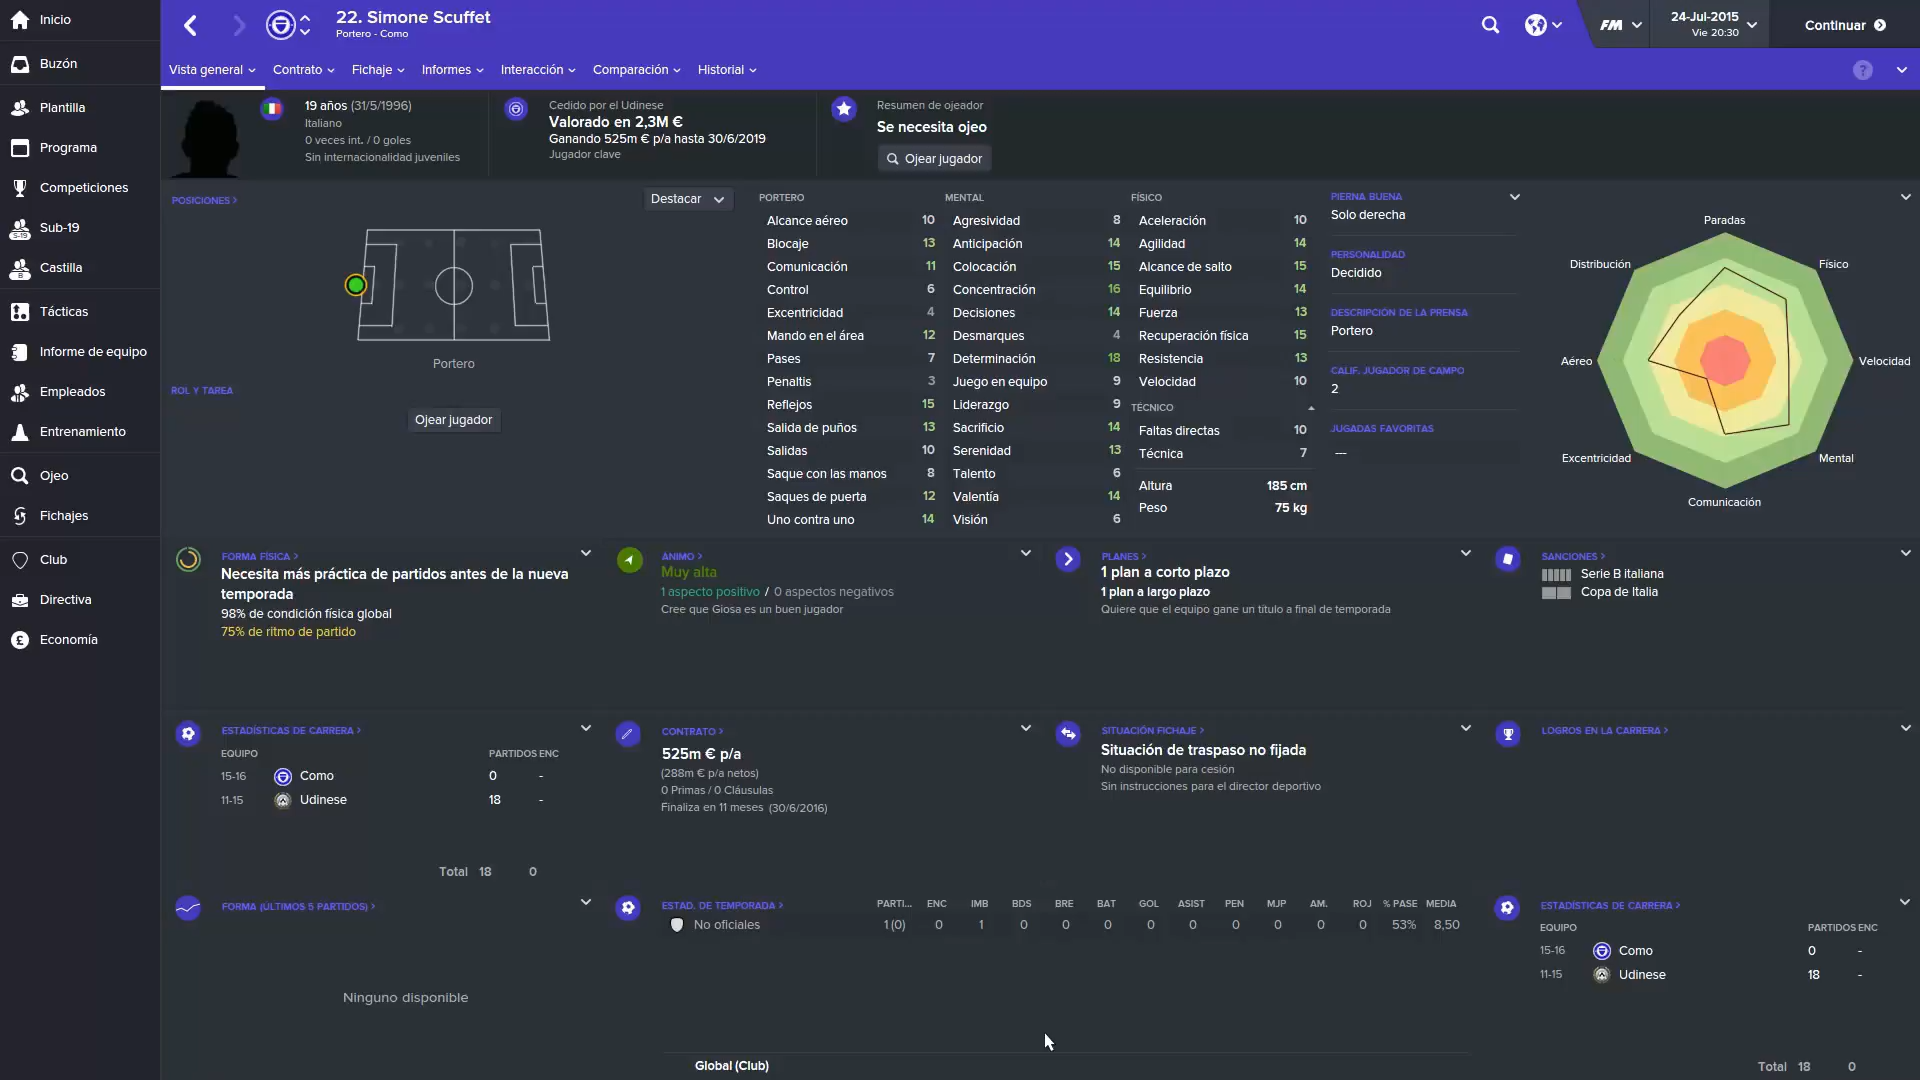 Inicio
Buzón
Plantilla
Programa
Competiciones
Sub-19
Castilla
Tácticas
Informe de equipo
Empleados
Entrenamiento
Ojeo
Fichajes
Club
Directiva
Economía
22. Simone Scuffet
Portero - Como
FM
24-Jul-2015
Vie 20:30
Continuar
Vista general
Contrato
Fichaje
Informes
Interacción
Comparación
Historial
?
19 años (31/5/1996)
Italiano
0 veces int. / 0 goles
Sin internacionalidad juveniles
Cedido por el Udinese
Valorado en 2,3M €
Ganando 525m € p/a hasta 30/6/2019
Jugador clave
Resumen de ojeador
Se necesita ojeo
Ojear jugador
POSICIONES >
Destacar
Portero
ROL Y TAREA
Ojear jugador
PORTERO
Alcance aéreo 10
Blocaje 13
Comunicación 11
Control 6
Excentricidad 4
Mando en el área 12
Pases 7
Penaltis 3
Reflejos 15
Salida de puños 13
Salidas 10
Saque con las manos 8
Saques de puerta 12
Uno contra uno 14
MENTAL
Agresividad 8
Anticipación 14
Colocación 15
Concentración 16
Decisiones 14
Desmarques 4
Determinación 18
Juego en equipo 9
Liderazgo 9
Sacrificio 14
Serenidad 13
Talento 6
Valentía 14
Visión 6
FÍSICO
Aceleración 10
Agilidad 14
Alcance de salto 15
Equilibrio 14
Fuerza 13
Recuperación física 15
Resistencia 13
Velocidad 10
TÉCNICO
Faltas directas 10
Técnica 7
Altura 185 cm
Peso 75 kg
PIERNA BUENA
Solo derecha
PERSONALIDAD
Decidido
DESCRIPCIÓN DE LA PRENSA
Portero
CALIF. JUGADOR DE CAMPO
2
JUGADAS FAVORITAS
---
Paradas
Distribución
Físico
Aéreo
Velocidad
Excentricidad
Mental
Comunicación
FORMA FÍSICA >
Necesita más práctica de partidos antes de la nueva
temporada
98% de condición física global
75% de ritmo de partido
ÁNIMO >
Muy alta
1 aspecto positivo / 0 aspectos negativos
Cree que Giosa es un buen jugador
PLANES >
1 plan a corto plazo
1 plan a largo plazo
Quiere que el equipo gane un título a final de temporada
SANCIONES >
Serie B italiana
Copa de Italia
ESTADÍSTICAS DE CARRERA >
EQUIPO PARTIDOS ENC
15-16 Como 0 -
11-15 Udinese 18 -
Total 18 0
CONTRATO >
525m € p/a
(288m € p/a netos)
0 Primas / 0 Cláusulas
Finaliza en 11 meses (30/6/2016)
SITUACIÓN FICHAJE >
Situación de traspaso no fijada
No disponible para cesión
Sin instrucciones para el director deportivo
LOGROS EN LA CARRERA >
FORMA (ÚLTIMOS 5 PARTIDOS) >
Ninguno disponible
ESTAD. DE TEMPORADA > PARTI... ENC IMB BDS BRE BAT GOL ASIST PEN MJP AM. ROJ % PASE MEDIA
No oficiales 1 (0) 0 1 0 0 0 0 0 0 0 0 0 53% 8,50
Global (Club)
ESTADÍSTICAS DE CARRERA >
EQUIPO PARTIDOS ENC
15-16 Como 0 -
11-15 Udinese 18 -
Total 18 0